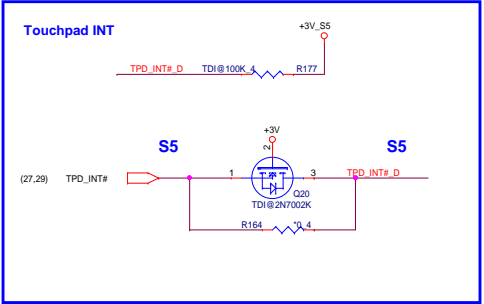 Touchpad INT
+3V_S5
TPD_INT#_D TDI@100K_4 R177
+3V
S5 S5
2
(27,29) TPD_INT# 1 3 TPD_INT#_D
Q20
TDI@2N7002K
R164 *0_4